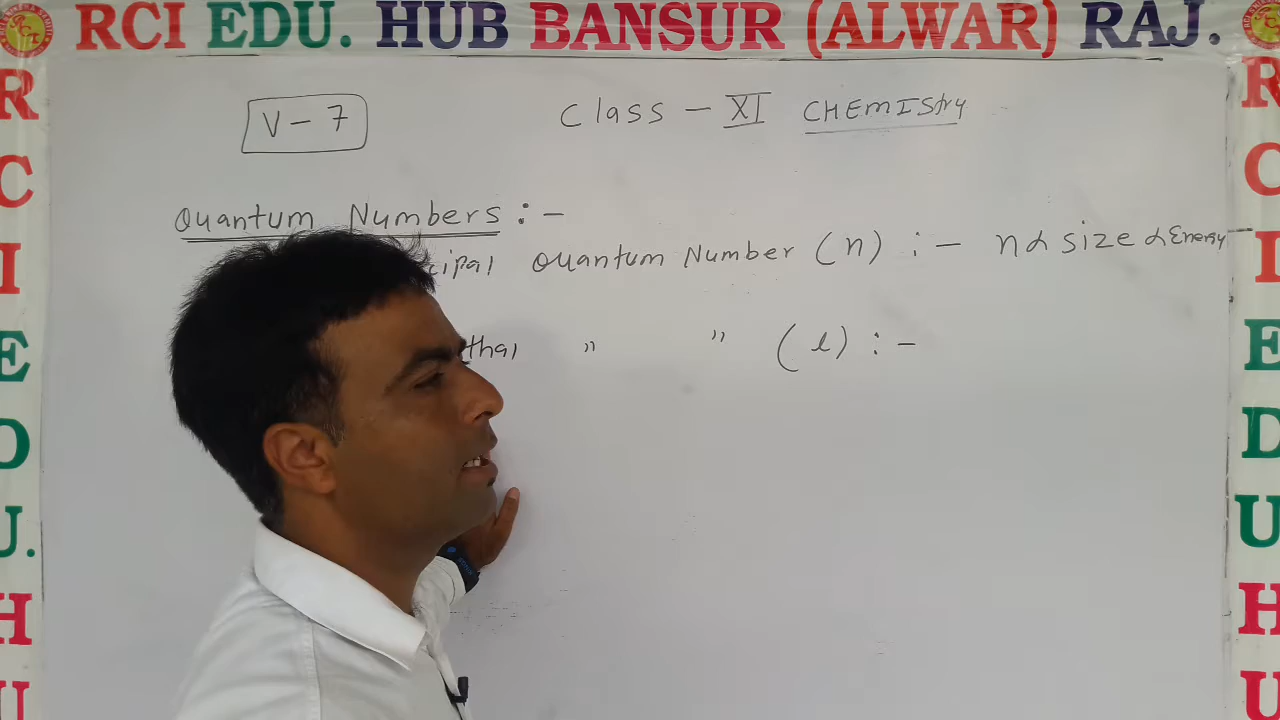 RCI EDU. HUB BANSUR (ALWAR) RAJ.
V - 7
Class - XI CHEMIStry
Quantum Numbers :-
cipal Quantum Number (n) :- n α size α Energy
thal " " (l) :-
R C I E D U. H U
R C I E D U H U